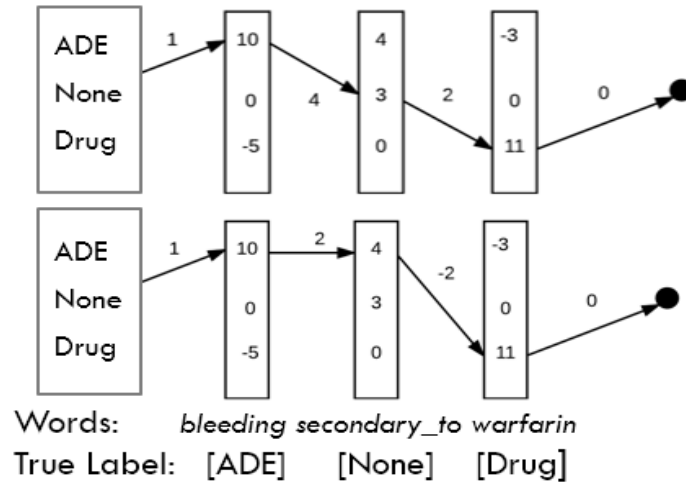 ADE 1 10 4 -3
None 0 4 3 2 0 0
Drug -5 0 11
ADE 1 10 2 4 -3
None 0 3 -2 0 0
Drug -5 0 11
Words: bleeding secondary_to warfarin
True Label: [ADE] [None] [Drug]